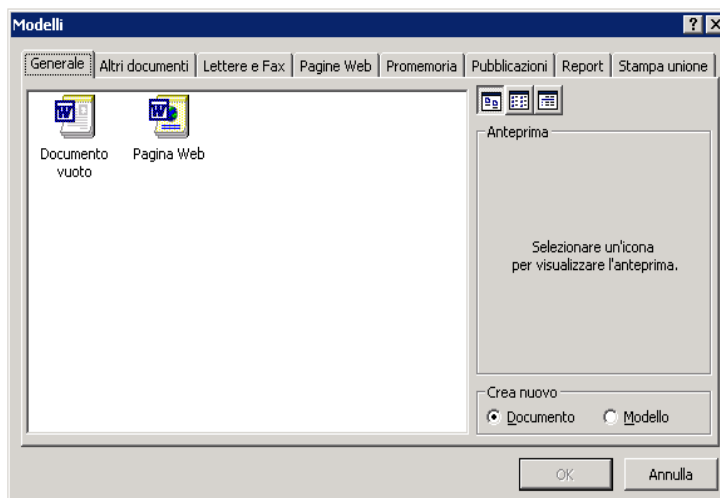 Modelli
Generale
Altri documenti
Lettere e Fax
Pagine Web
Promemoria
Pubblicazioni
Report
Stampa unione
Documento
vuoto
Pagina Web
Anteprima
Selezionare un'icona
per visualizzare l'anteprima.
Crea nuovo
Documento
Modello
OK
Annulla